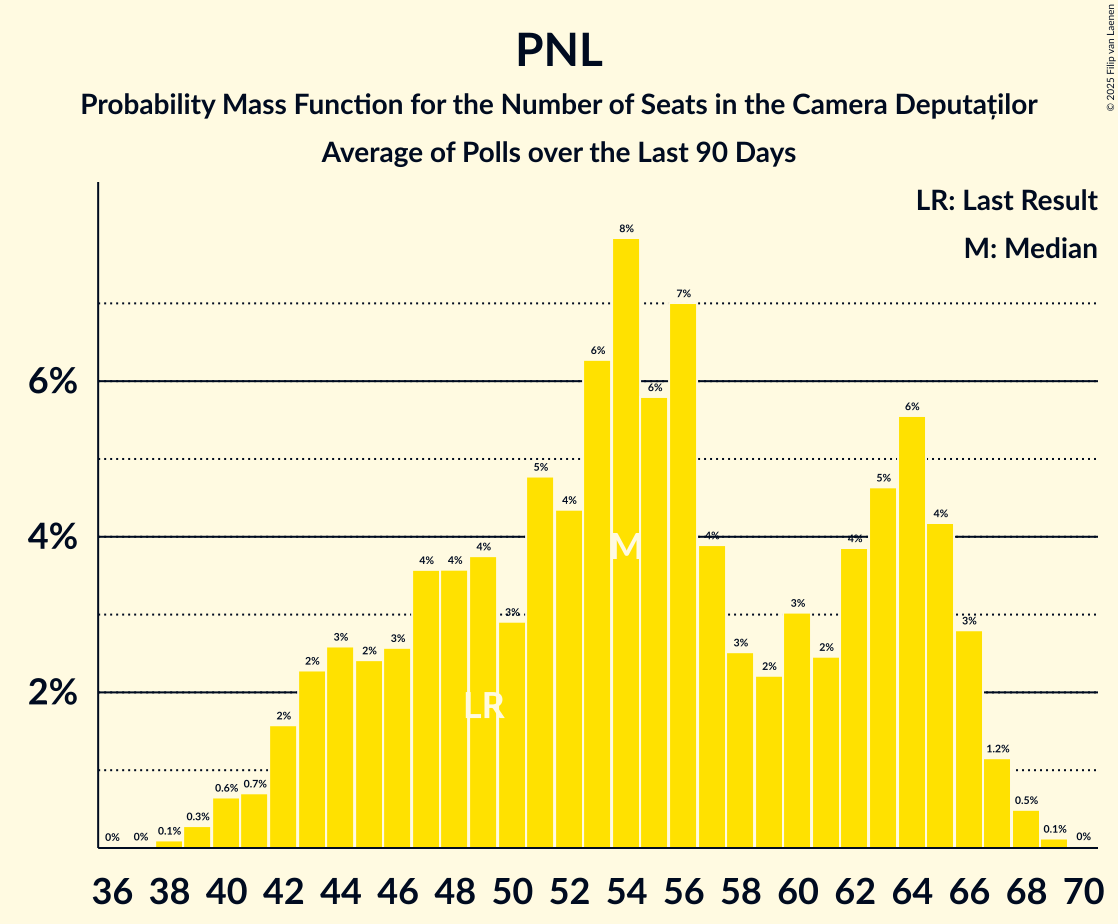 PNL
Probability Mass Function for the Number of Seats in the Camera Deputaților
Average of Polls over the Last 90 Days
© 2025 Filip van Laenen
LR: Last Result
M: Median
6%
4%
2%
0% 0% 0.1% 0.3% 0.6% 0.7% 2% 2% 3% 2% 3% 4% 4% 4% 3% 5% 4% 6% 8% 6% 7% 4% 3% 2% 3% 2% 4% 5% 6% 4% 3% 1.2% 0.5% 0.1% 0%
M
LR
36 38 40 42 44 46 48 50 52 54 56 58 60 62 64 66 68 70